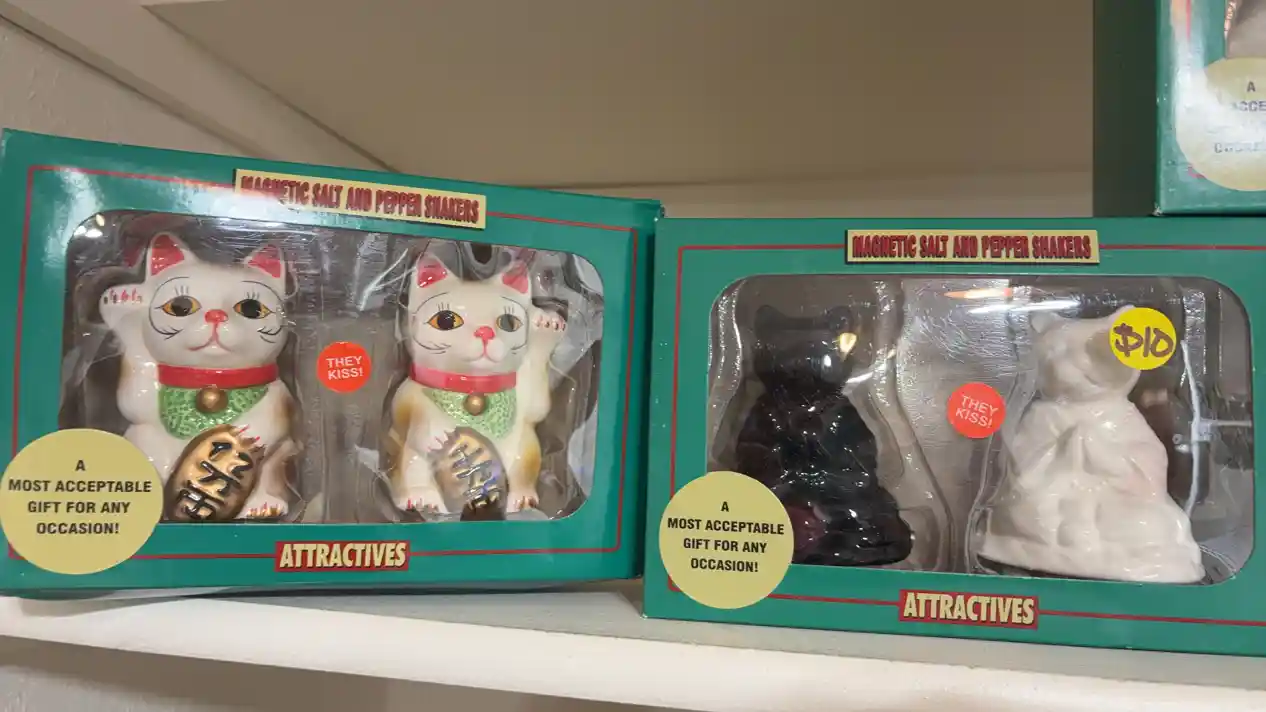 MAGNETIC SALT AND PEPPER SHAKERS
THEY
KISS!
A
MOST ACCEPTABLE
GIFT FOR ANY
OCCASION!
ATTRACTIVES
MAGNETIC SALT AND PEPPER SHAKERS
$10
THEY
KISS!
A
MOST ACCEPTABLE
GIFT FOR ANY
OCCASION!
ATTRACTIVES
A